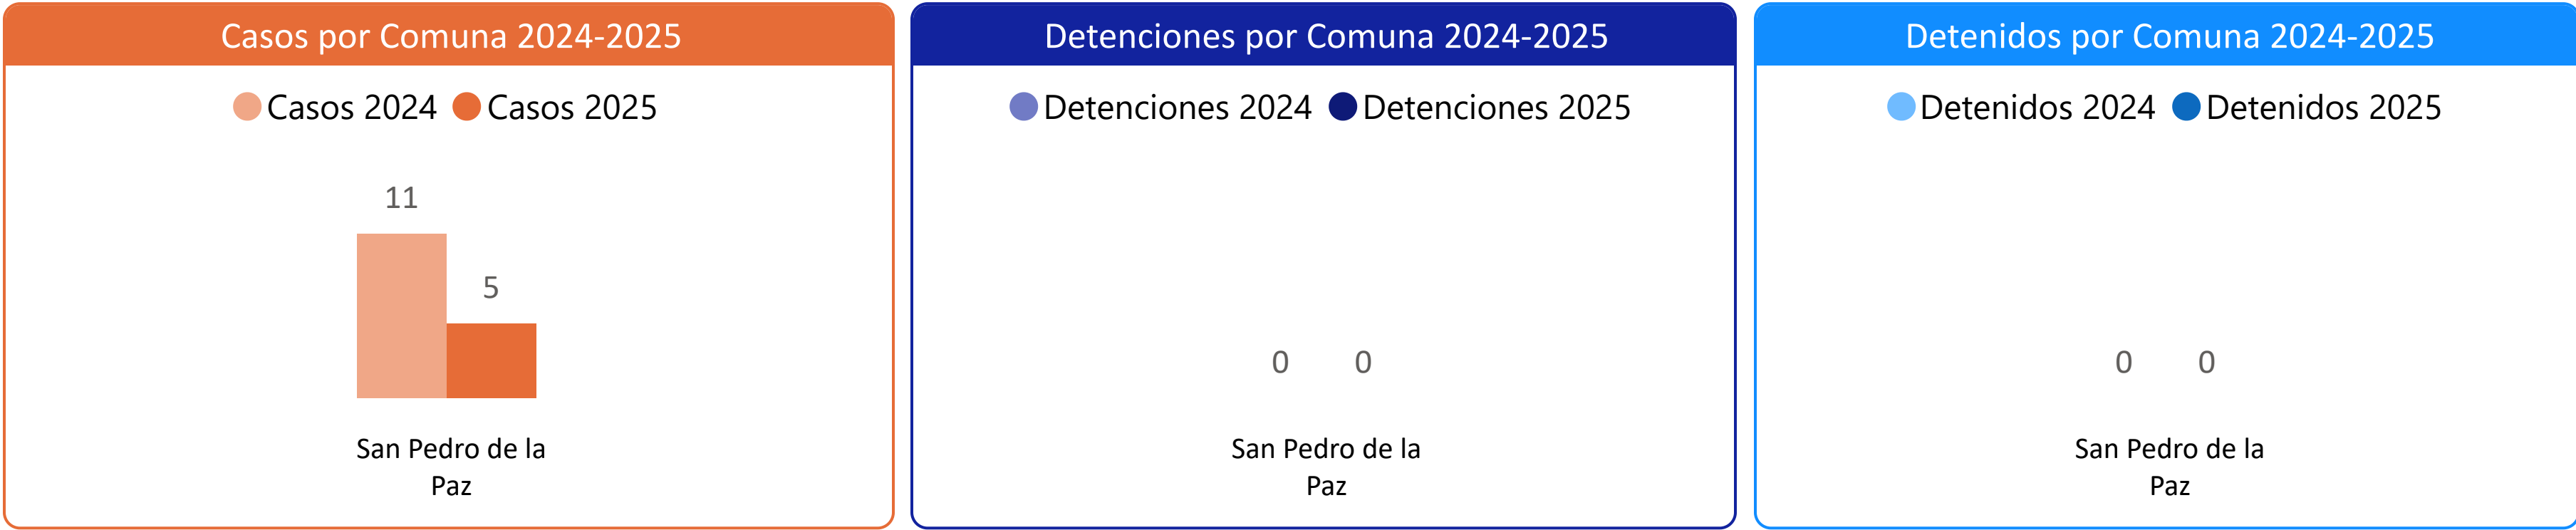 Casos por Comuna 2024-2025
Casos 2024 Casos 2025
11
5
San Pedro de la
Paz
Detenciones por Comuna 2024-2025
Detenciones 2024 Detenciones 2025
0 0
San Pedro de la
Paz
Detenidos por Comuna 2024-2025
Detenidos 2024 Detenidos 2025
0 0
San Pedro de la
Paz